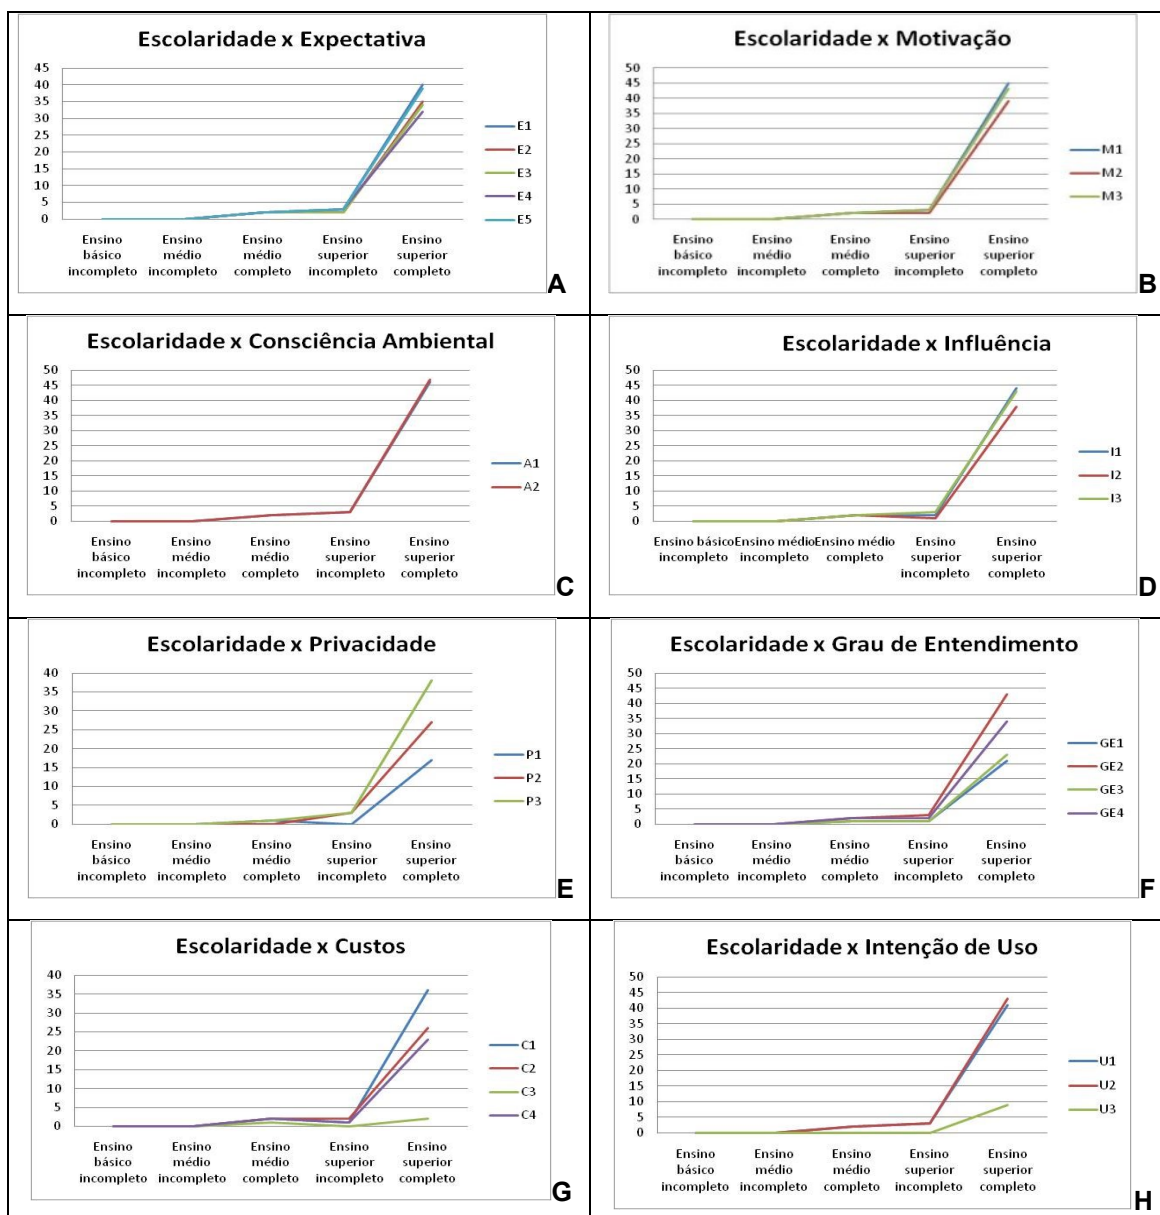 Escolaridade x Expectativa
45
40
35
30
25
20
15
10
5
0
E1
E2
E3
E4
E5
Ensino básico incompleto
Ensino médio incompleto
Ensino médio completo
Ensino superior incompleto
Ensino superior completo
A
Escolaridade x Motivação
50
45
40
35
30
25
20
15
10
5
0
M1
M2
M3
Ensino básico incompleto
Ensino médio incompleto
Ensino médio completo
Ensino superior incompleto
Ensino superior completo
B
Escolaridade x Consciência Ambiental
50
45
40
35
30
25
20
15
10
5
0
A1
A2
Ensino básico incompleto
Ensino médio incompleto
Ensino médio completo
Ensino superior incompleto
Ensino superior completo
C
Escolaridade x Influência
50
45
40
35
30
25
20
15
10
5
0
I1
I2
I3
Ensino básico incompleto
Ensino médio incompleto
Ensino médio completo
Ensino superior incompleto
Ensino superior completo
D
Escolaridade x Privacidade
40
35
30
25
20
15
10
5
0
P1
P2
P3
Ensino básico incompleto
Ensino médio incompleto
Ensino médio completo
Ensino superior incompleto
Ensino superior completo
E
Escolaridade x Grau de Entendimento
50
45
40
35
30
25
20
15
10
5
0
GE1
GE2
GE3
GE4
Ensino básico incompleto
Ensino médio incompleto
Ensino médio completo
Ensino superior incompleto
Ensino superior completo
F
Escolaridade x Custos
40
35
30
25
20
15
10
5
0
C1
C2
C3
C4
Ensino básico incompleto
Ensino médio incompleto
Ensino médio completo
Ensino superior incompleto
Ensino superior completo
G
Escolaridade x Intenção de Uso
50
45
40
35
30
25
20
15
10
5
0
U1
U2
U3
Ensino básico incompleto
Ensino médio incompleto
Ensino médio completo
Ensino superior incompleto
Ensino superior completo
H